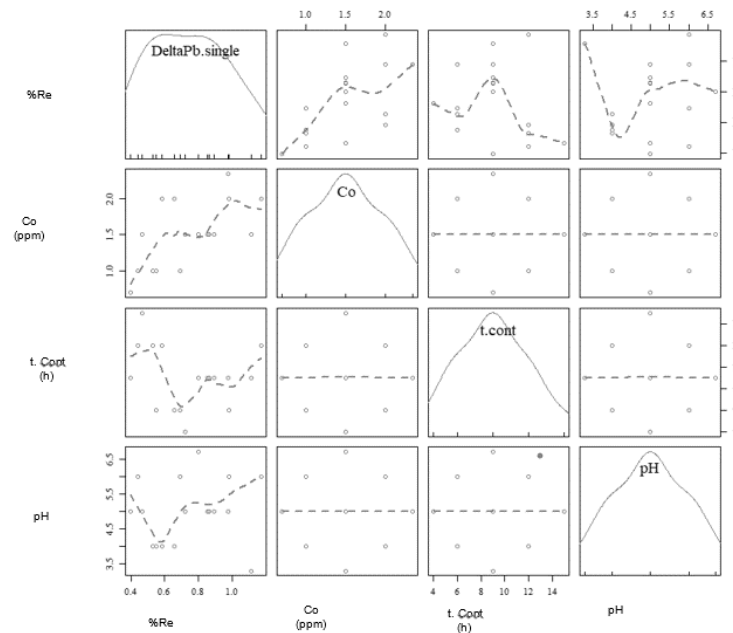 1.0 1.5 2.0
3.5 4.5 5.5 6.5
DeltaPb.single
%Re
Co
Co
(ppm)
1.0 1.5 2.0
t.cont
t. Cont
(h)
pH
pH
3.5 4.5 5.5 6.5
0.4 0.6 0.8 1.0
4 6 8 10 12 14
%Re
Co
(ppm)
t. Cont
(h)
pH